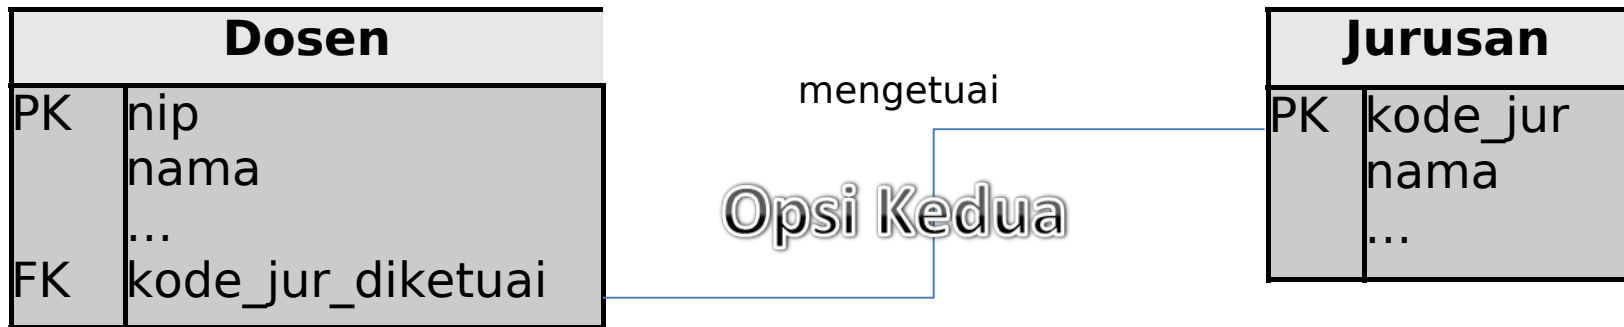 Dosen
PK nip
nama
...
FK kode_jur_diketuai
mengetuai
Opsi Kedua
Jurusan
PK kode_jur
nama
...